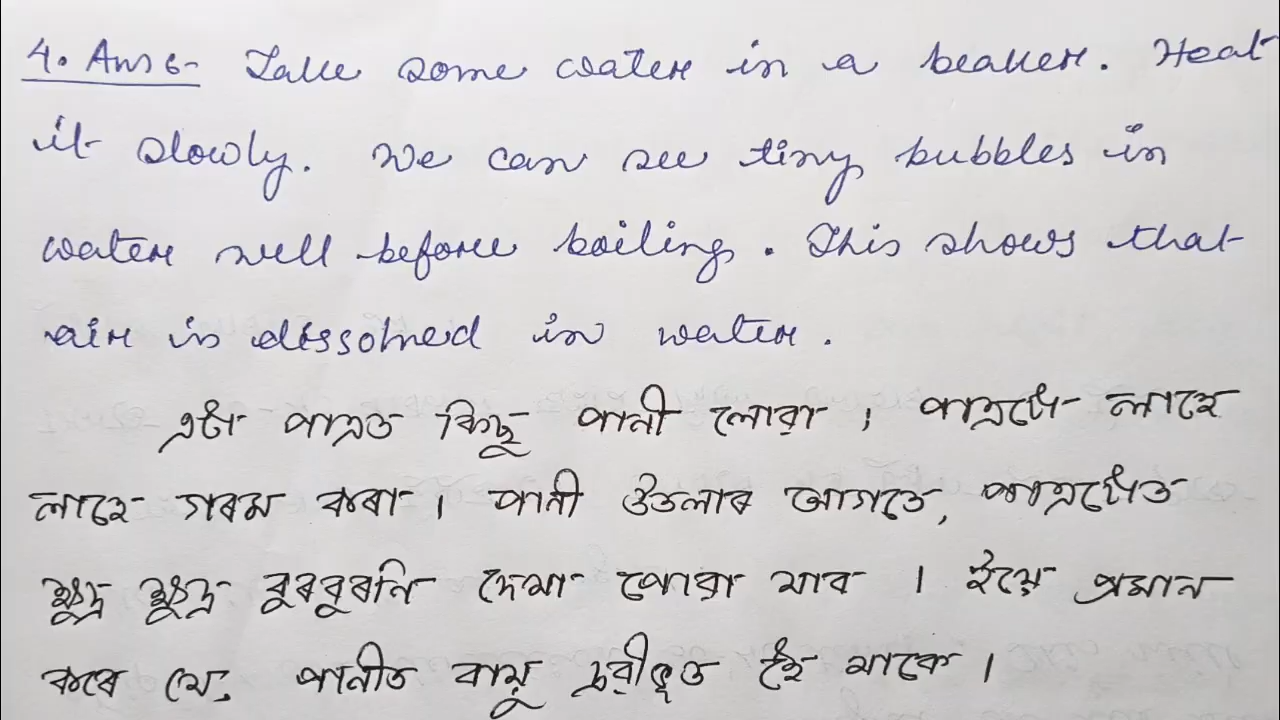 4. Ans:- Take some water in a beaker. Heat
it slowly. We can see tiny bubbles in
water well before boiling. This shows that
air is dissolved in water.
এটা পাত্ৰত কিছু পানী লোৱা। পাত্ৰটো লাহে
লাহে গৰম কৰা। পানী উতলাৰ আগতে, পাত্ৰটোত
ক্ষুদ্ৰ ক্ষুদ্ৰ বুৰবুৰনি দেখা পোৱা যাব। ইয়ে প্ৰমান
কৰে যে, পানীত বায়ু দ্ৰৱীভূত হৈ থাকে।